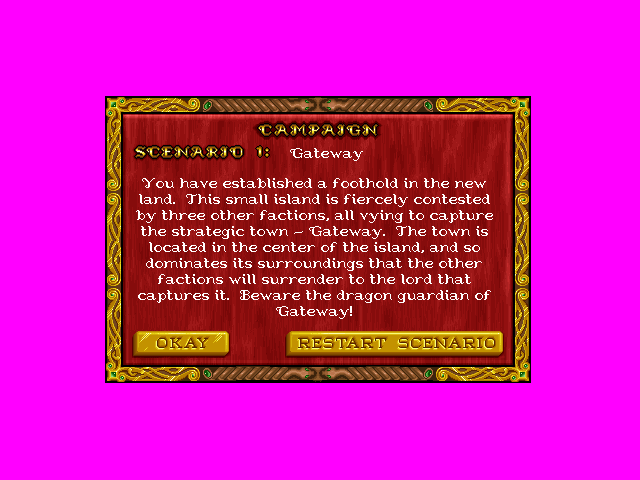 CAMPAIGN
SCENARIO 1: Gateway
You have established a foothold in the new
land. This small island is fiercely contested
by three other factions, all vying to capture
the strategic town - Gateway. The town is
located in the center of the island, and so
dominates its surroundings that the other
factions will surrender to the lord that
captures it. Beware the dragon guardian of
Gateway!
OKAY RESTART SCENARIO